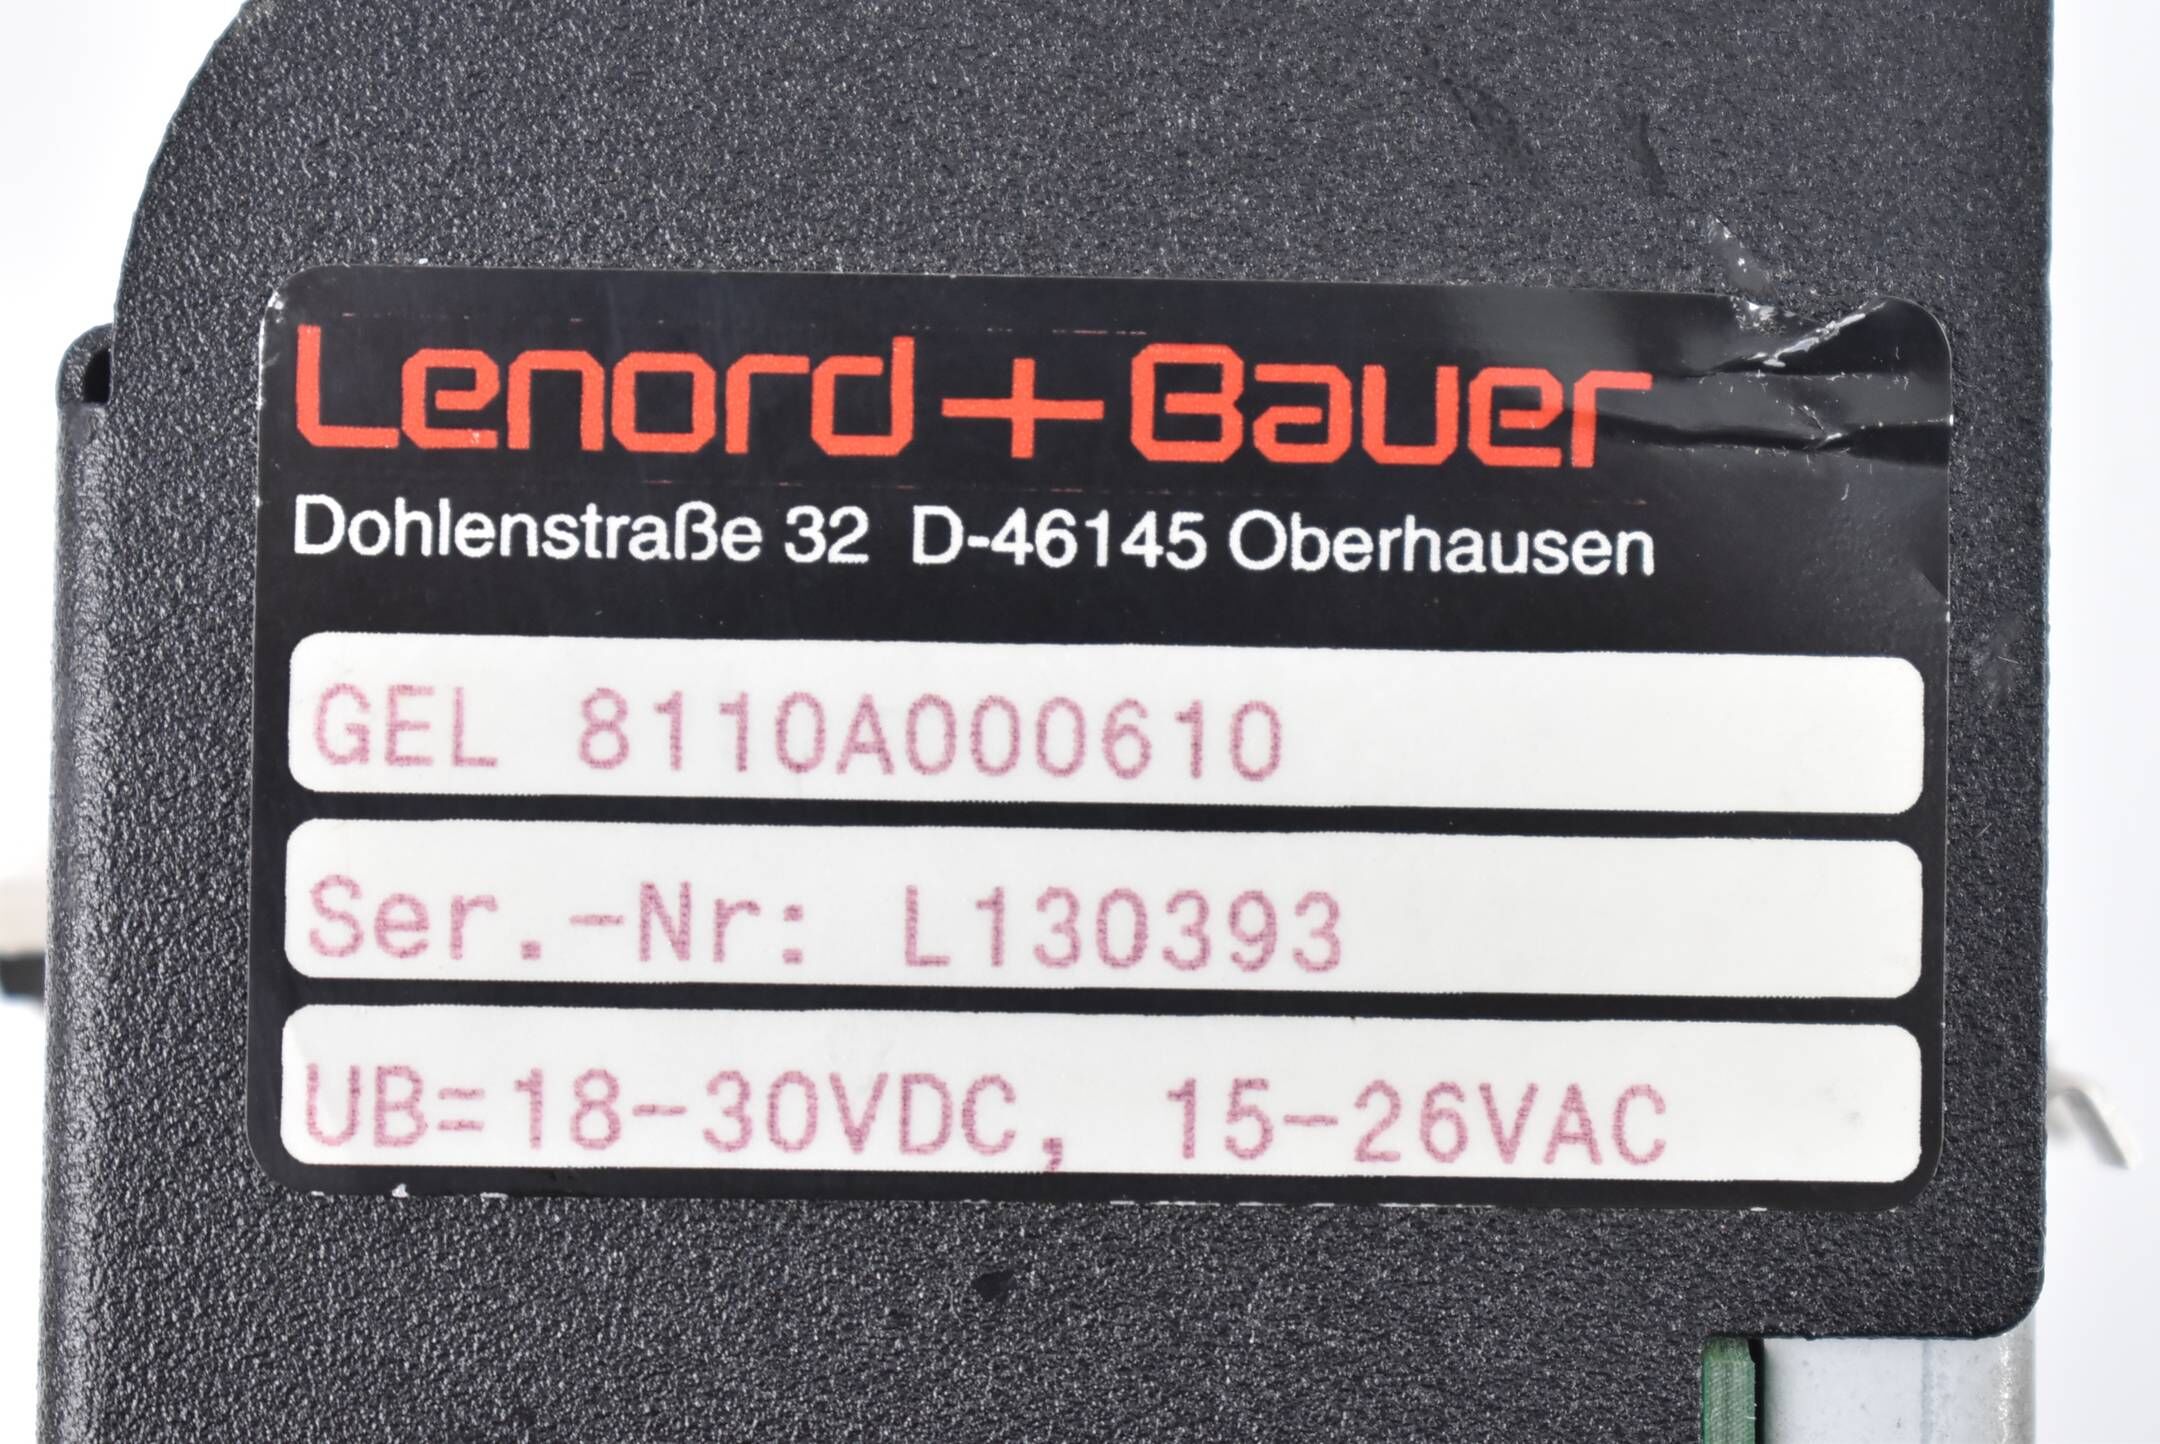 Lenord+Bauer
Dohlenstraße 32 D-46145 Oberhausen
GEL 8110A000610
Ser.-Nr: L130393
UB=18-30VDC, 15-26VAC